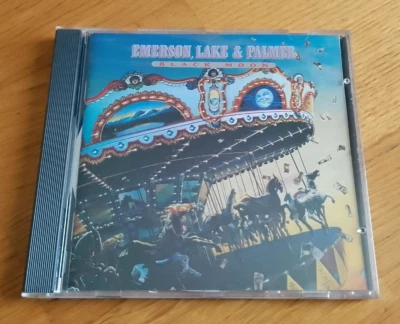 EMERSON, LAKE & PALMER
BLACK MOON